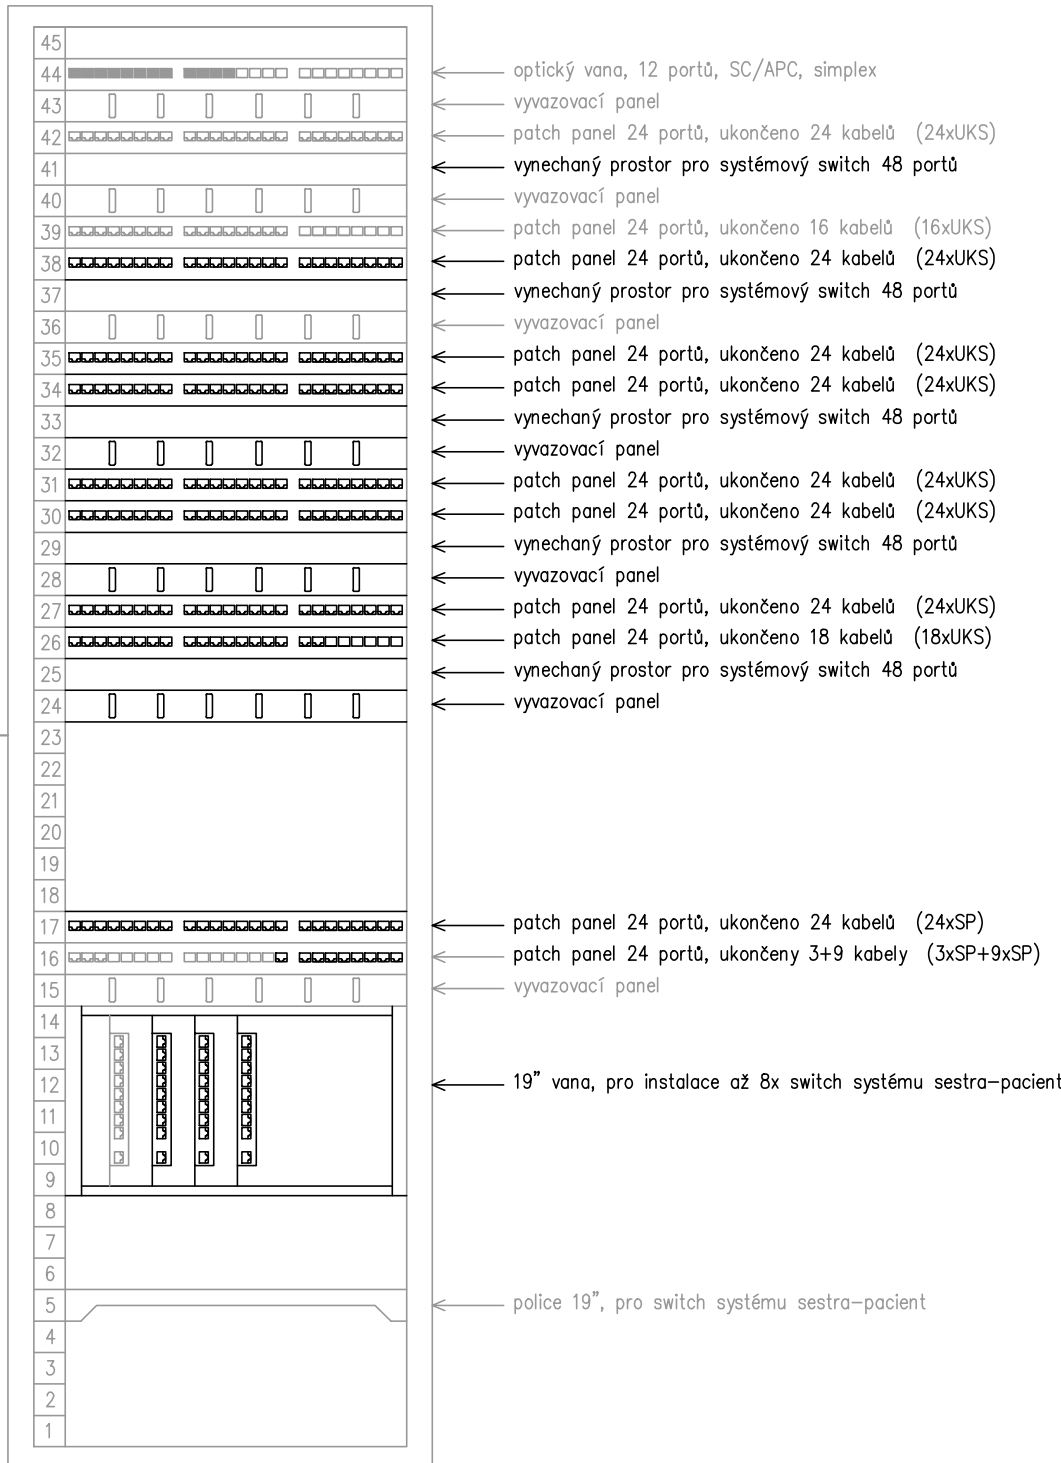 45
44 optický vana, 12 portů, SC/APC, simplex
43 vyvazovací panel
42 patch panel 24 portů, ukončeno 24 kabelů (24xUKS)
41 vynechaný prostor pro systémový switch 48 portů
40 vyvazovací panel
39 patch panel 24 portů, ukončeno 16 kabelů (16xUKS)
38 patch panel 24 portů, ukončeno 24 kabelů (24xUKS)
37 vynechaný prostor pro systémový switch 48 portů
36 vyvazovací panel
35 patch panel 24 portů, ukončeno 24 kabelů (24xUKS)
34 patch panel 24 portů, ukončeno 24 kabelů (24xUKS)
33 vynechaný prostor pro systémový switch 48 portů
32 vyvazovací panel
31 patch panel 24 portů, ukončeno 24 kabelů (24xUKS)
30 patch panel 24 portů, ukončeno 24 kabelů (24xUKS)
29 vynechaný prostor pro systémový switch 48 portů
28 vyvazovací panel
27 patch panel 24 portů, ukončeno 24 kabelů (24xUKS)
26 patch panel 24 portů, ukončeno 18 kabelů (18xUKS)
25 vynechaný prostor pro systémový switch 48 portů
24 vyvazovací panel
23
22
21
20
19
18
17 patch panel 24 portů, ukončeno 24 kabelů (24xSP)
16 patch panel 24 portů, ukončeny 3+9 kabely (3xSP+9xSP)
15 vyvazovací panel
14
13
12 19" vana, pro instalace až 8x switch systému sestra-pacient
11
10
9
8
7
6
5 police 19", pro switch systému sestra-pacient
4
3
2
1